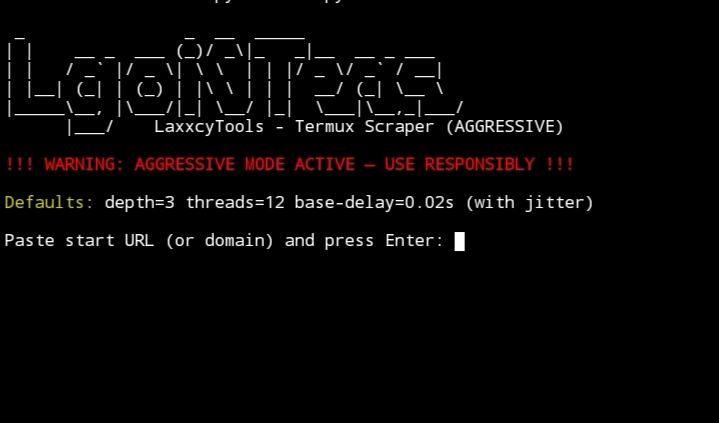 LaxxcyTools - Termux Scraper (AGGRESSIVE)
!!! WARNING: AGGRESSIVE MODE ACTIVE — USE RESPONSIBLY !!!
Defaults: depth=3 threads=12 base-delay=0.02s (with jitter)
Paste start URL (or domain) and press Enter: